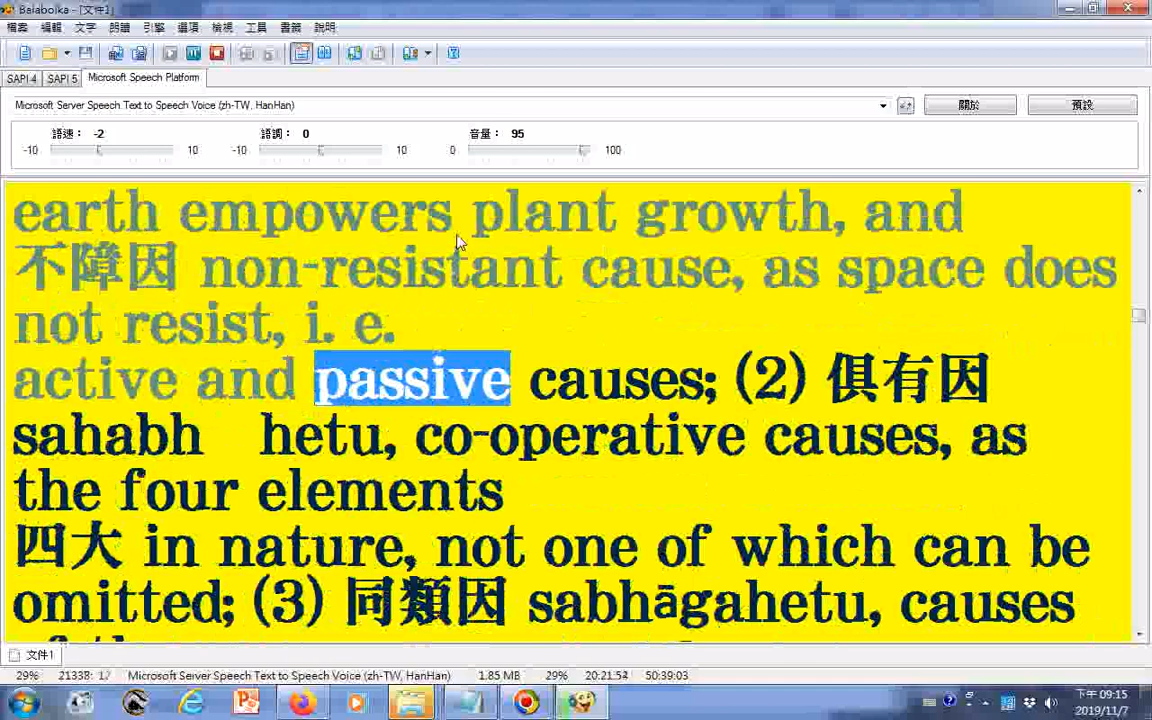 Balabolka - [文件1]
檔案 編輯 文字 朗讀 引擎 選項 檢視 工具 書籤 說明
SAPI 4 SAPI 5 Microsoft Speech Platform
Microsoft Server Speech Text to Speech Voice (zh-TW, HanHan) 關於 預設
語速： -2 語調： 0 音量： 95
-10 10 -10 10 0 100
earth empowers plant growth, and
不障因 non-resistant cause, as space does
not resist, i. e.
active and passive causes; (2) 俱有因
sahabh hetu, co-operative causes, as
the four elements
四大 in nature, not one of which can be
omitted; (3) 同類因 sabhāgahetu, causes
of the
文件1
29% Microsoft Server Speech Text to Speech Voice (zh-TW, HanHan) 1.85 MB 29% 50:39:03
下午 09:15
2019/11/7